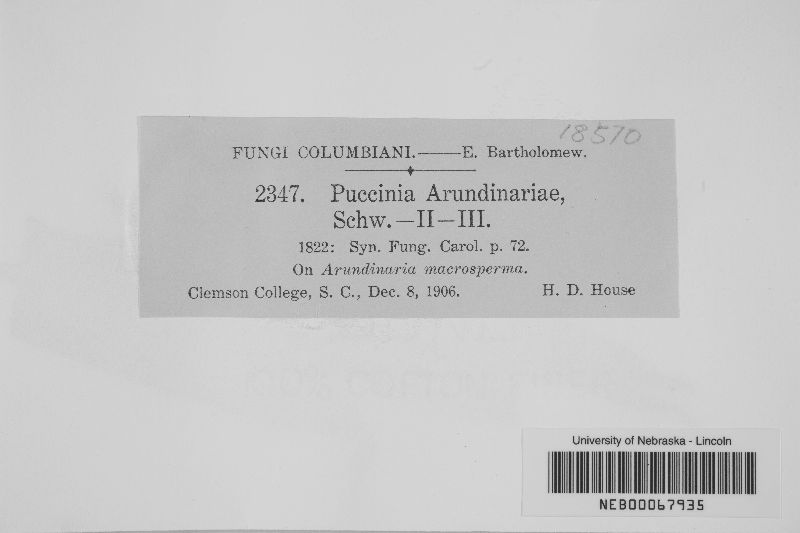 18570
FUNGI COLUMBIANI.——E. Bartholomew.
2347. Puccinia Arundinariae,
Schw.—II—III.
1822: Syn. Fung. Carol. p. 72.
On Arundinaria macrosperma.
Clemson College, S. C., Dec. 8, 1906. H. D. House
University of Nebraska - Lincoln
NEB00067935